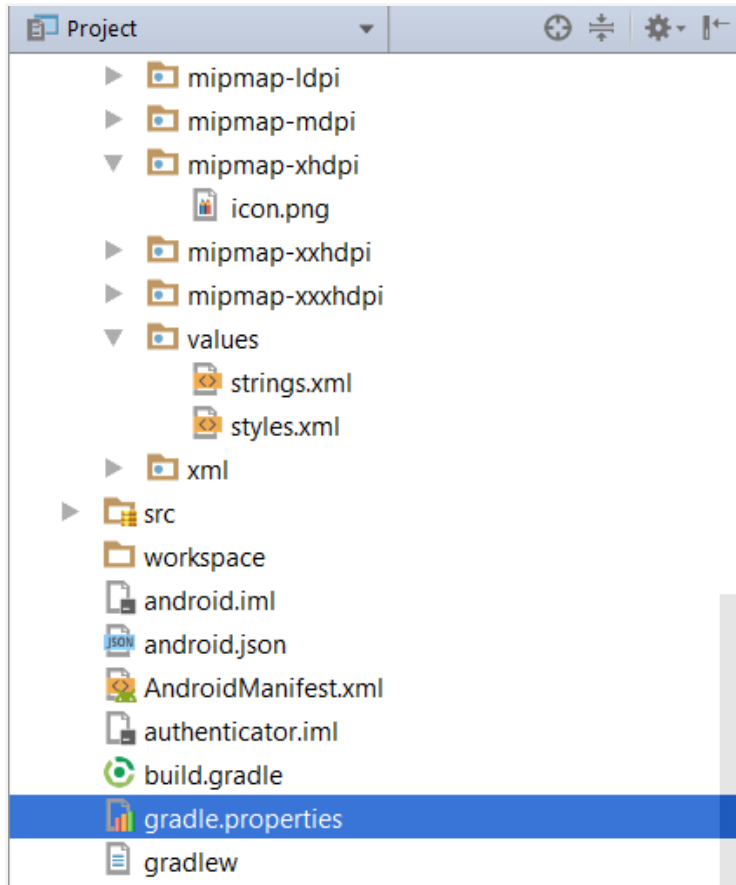 Project
mipmap-ldpi
mipmap-mdpi
mipmap-xhdpi
icon.png
mipmap-xxhdpi
mipmap-xxxhdpi
values
strings.xml
styles.xml
xml
src
workspace
android.iml
JSON
android.json
AndroidManifest.xml
authenticator.iml
build.gradle
gradle.properties
gradlew